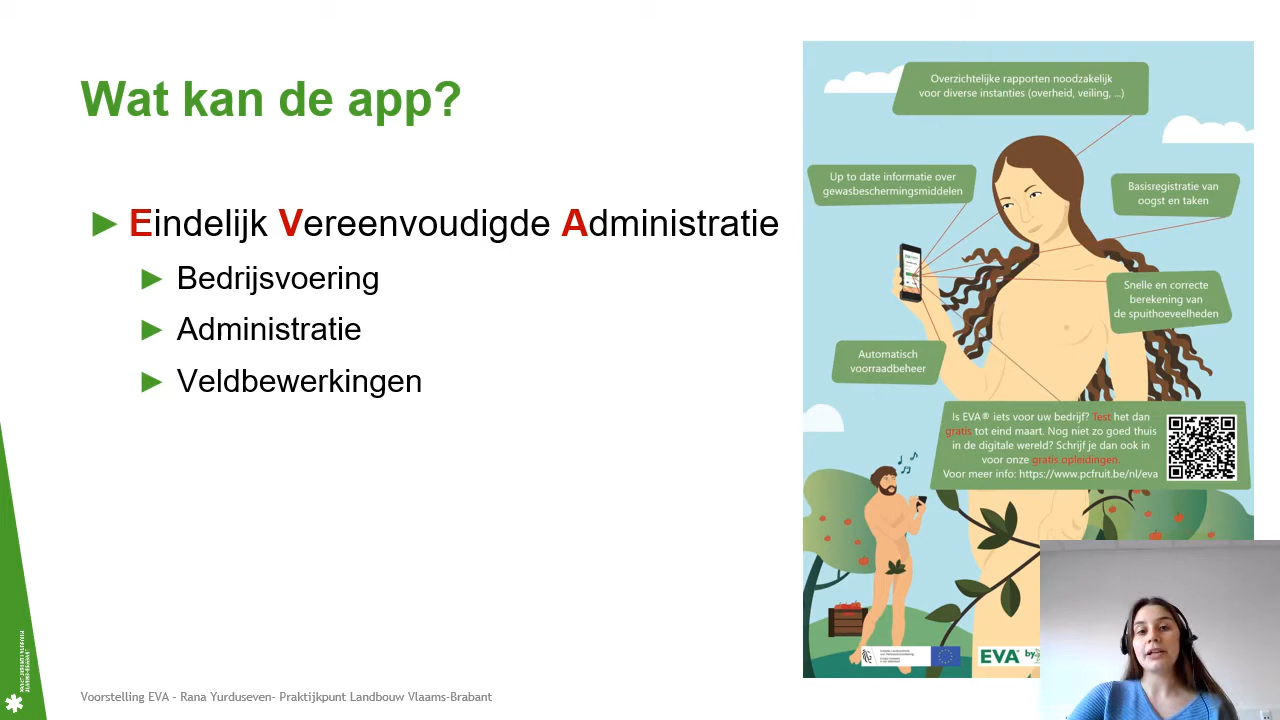 Wat kan de app?
► Eindelijk Vereenvoudigde Administratie
► Bedrijsvoering
► Administratie
► Veldbewerkingen
Overzichtelijke rapporten noodzakelijk
voor diverse instanties (overheid, veiling, ...)
Up to date informatie over
gewasbeschermingsmiddelen
Basisregistratie van
oogst en taken
Snelle en correcte
berekening van
de spuithoeveelheden
Automatisch
voorraadbeheer
Is EVA® iets voor uw bedrijf? Test het dan
gratis tot eind maart. Nog niet zo goed thuis
in de digitale wereld? Schrijf je dan ook in
voor onze gratis opleidingen.
Voor meer info: https://www.pcfruit.be/nl/eva
EVA® by
Voorstelling EVA – Rana Yurduseven- Praktijkpunt Landbouw Vlaams-Brabant